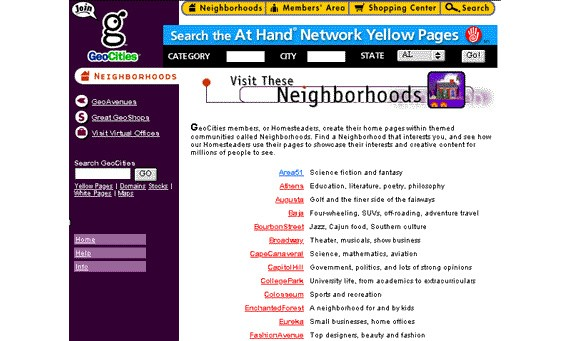 Join
Neighborhoods Members' Area Shopping Center Search
g
GeoCities
Search the At Hand Network Yellow Pages
CATEGORY CITY STATE AL Go!
NEIGHBORHOODS
GeoAvenues
Great GeoShops
Visit Virtual Offices
Search GeoCities
GO
Yellow Pages | Domains Stocks |
White Pages | Maps
Home
Help
Info
Visit These
Neighborhoods
GeoCities members, or Homesteaders, create their home pages within themed
communities called Neighborhoods. Find a Neighborhood that interests you, and see how
our Homesteaders use their pages to showcase their interests and creative content for
millions of people to see.
Area51 Science fiction and fantasy
Athens Education, literature, poetry, philosophy
Augusta Golf and the finer side of the fairways
Baja Four-wheeling, SUVs, off-roading, adventure travel
BourbonStreet Jazz, Cajun food, Southern culture
Broadway Theater, musicals, show business
CapeCanaveral Science, mathematics, aviation
CapitolHill Government, politics, and lots of strong opinions
CollegePark University life, from academics to extracurriculars
Colosseum Sports and recreation
EnchantedForest A neighborhood for and by kids
Eureka Small businesses, home offices
FashionAvenue Top designers, beauty and fashion